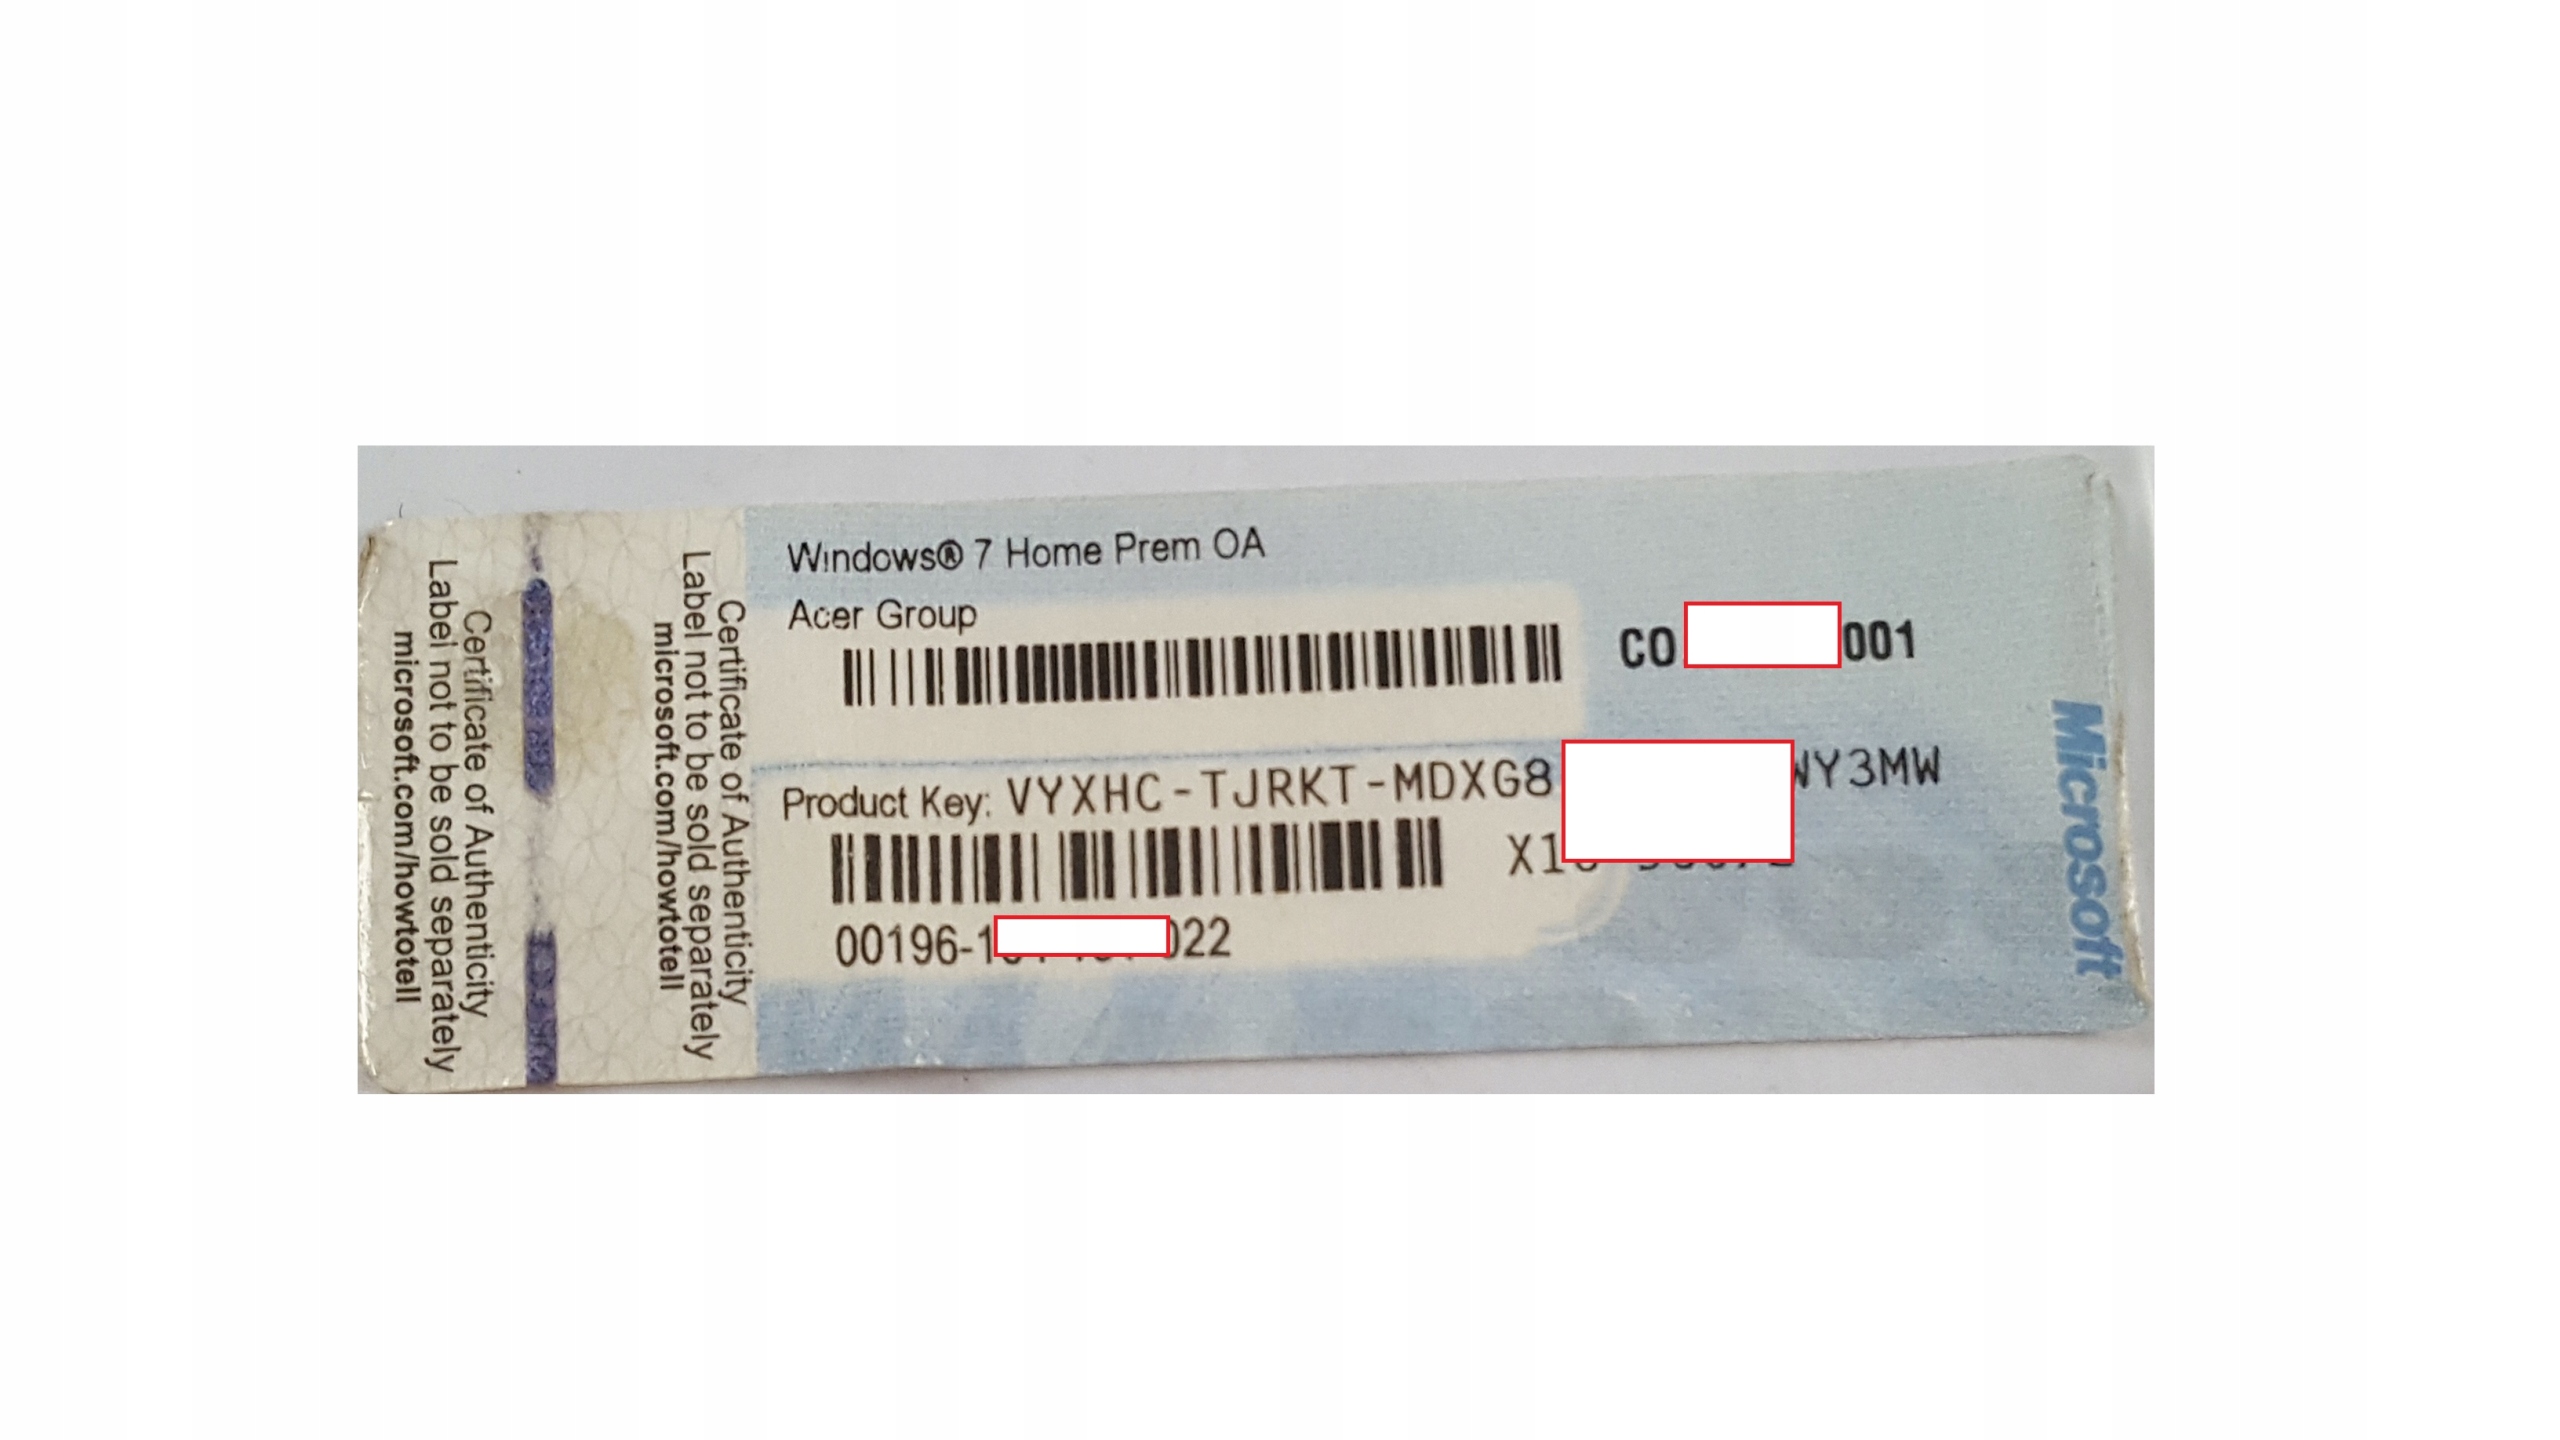 Certificate of Authenticity
Label not to be sold separately
microsoft.com/howtotell
Certificate of Authenticity
Label not to be sold separately
microsoft.com/howtotell
Windows® 7 Home Prem OA
Acer Group
CO 001
Product Key: VYXHC-TJRKT-MDXG8 WY3MW
X1
00196-1 022
Microsoft